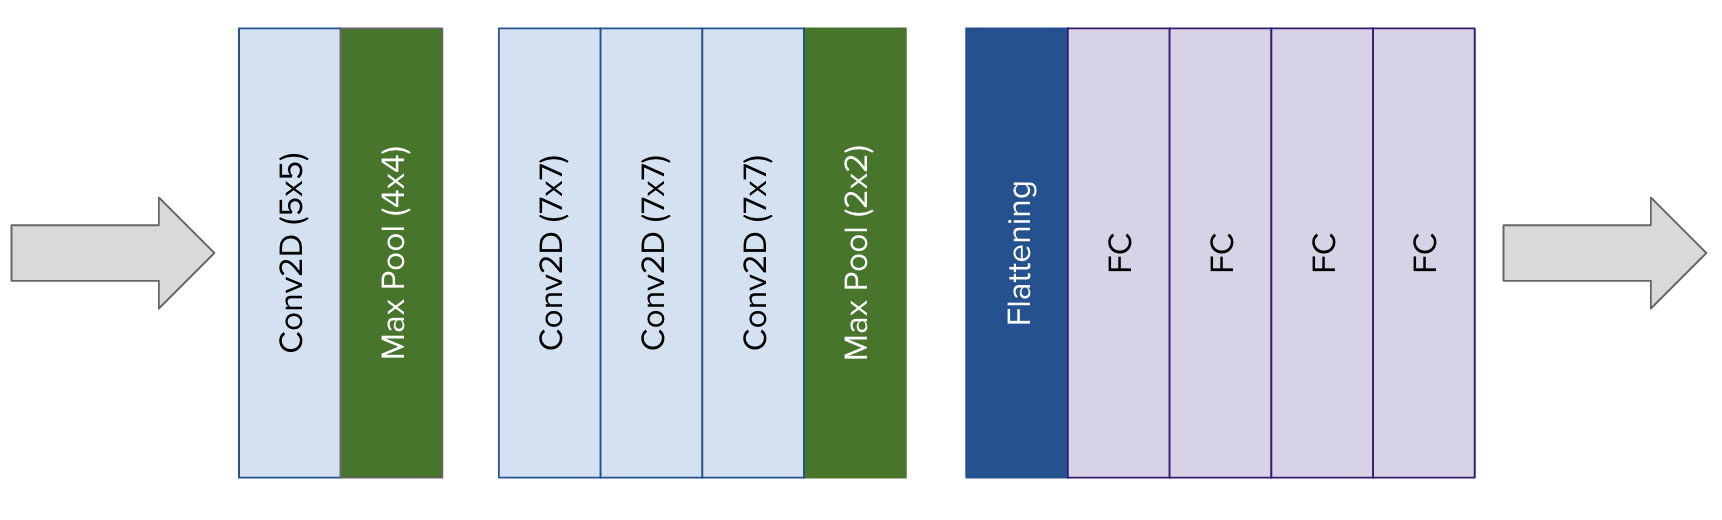 Conv2D (5x5)
Max Pool (4x4)
Conv2D (7x7)
Conv2D (7x7)
Conv2D (7x7)
Max Pool (2x2)
Flattening
FC
FC
FC
FC